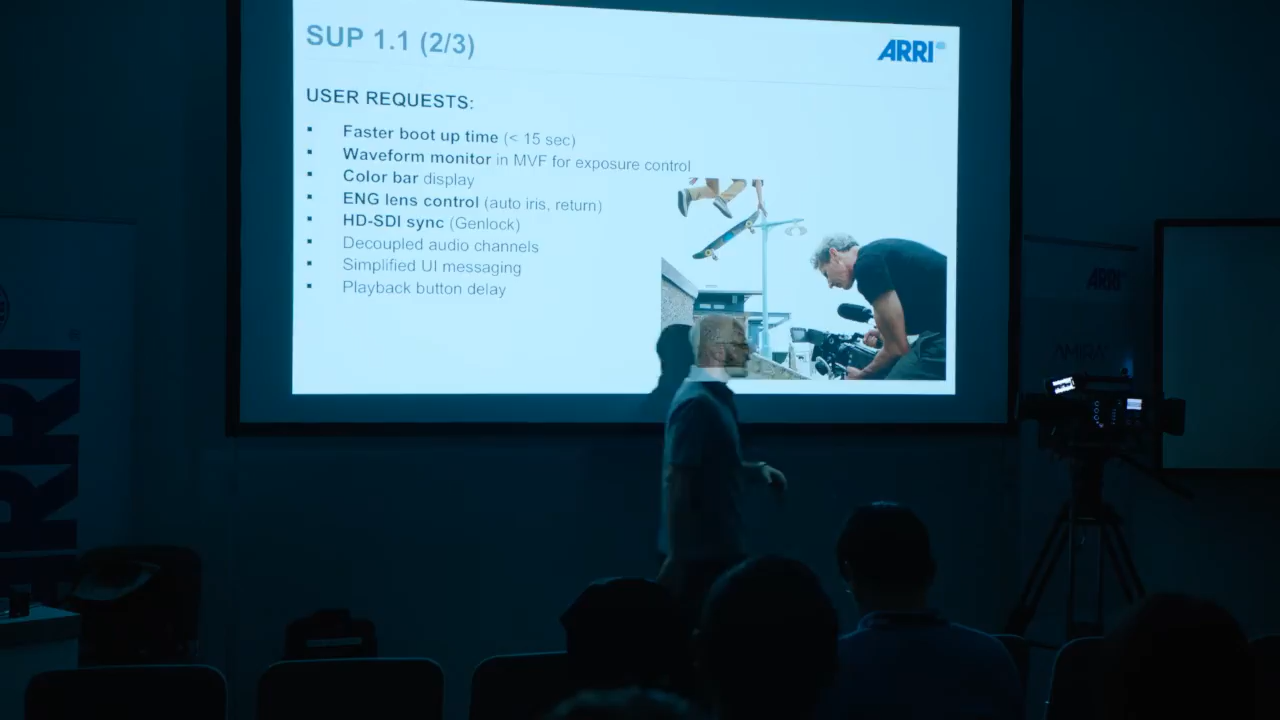 SUP 1.1 (2/3)
ARRI
USER REQUESTS:
▪ Faster boot up time (< 15 sec)
▪ Waveform monitor in MVF for exposure control
▪ Color bar display
▪ ENG lens control (auto iris, return)
▪ HD-SDI sync (Genlock)
▪ Decoupled audio channels
▪ Simplified UI messaging
▪ Playback button delay
ARRI
AMIRA
ARRI